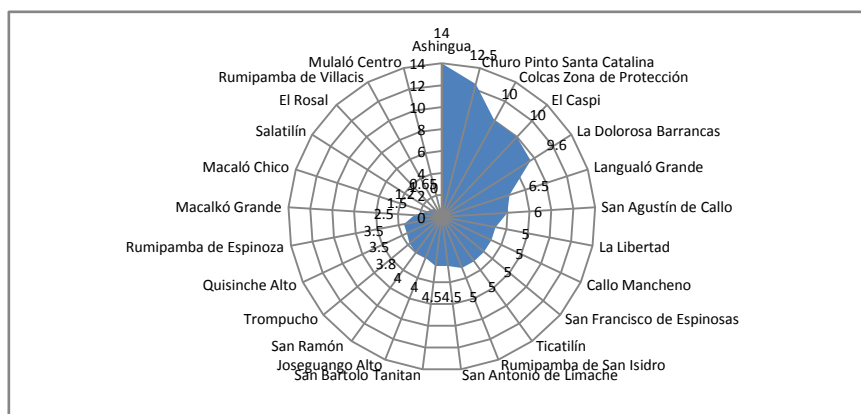 14
Ashingua
12.5
Churo Pinto Santa Catalina
10
Colcas Zona de Protección
10
El Caspi
9.6
La Dolorosa Barrancas
6.5
Langualó Grande
6
San Agustín de Callo
5
La Libertad
5
Callo Mancheno
5
San Francisco de Espinosas
5
Ticatilín
5
Rumipamba de San Isidro
4.5
San Antonio de Limache
4.5
San Bartolo Tanitan
4
Joseguango Alto
4
San Ramón
3.8
Trompucho
3.5
Quisinche Alto
3.5
Rumipamba de Espinoza
2.5
Macalkó Grande
1.5
Macaló Chico
1.2
Salatilín
El Rosal
0.65
Rumipamba de Villacis
0
Mulaló Centro
14
12
10
8
6
4
2
0